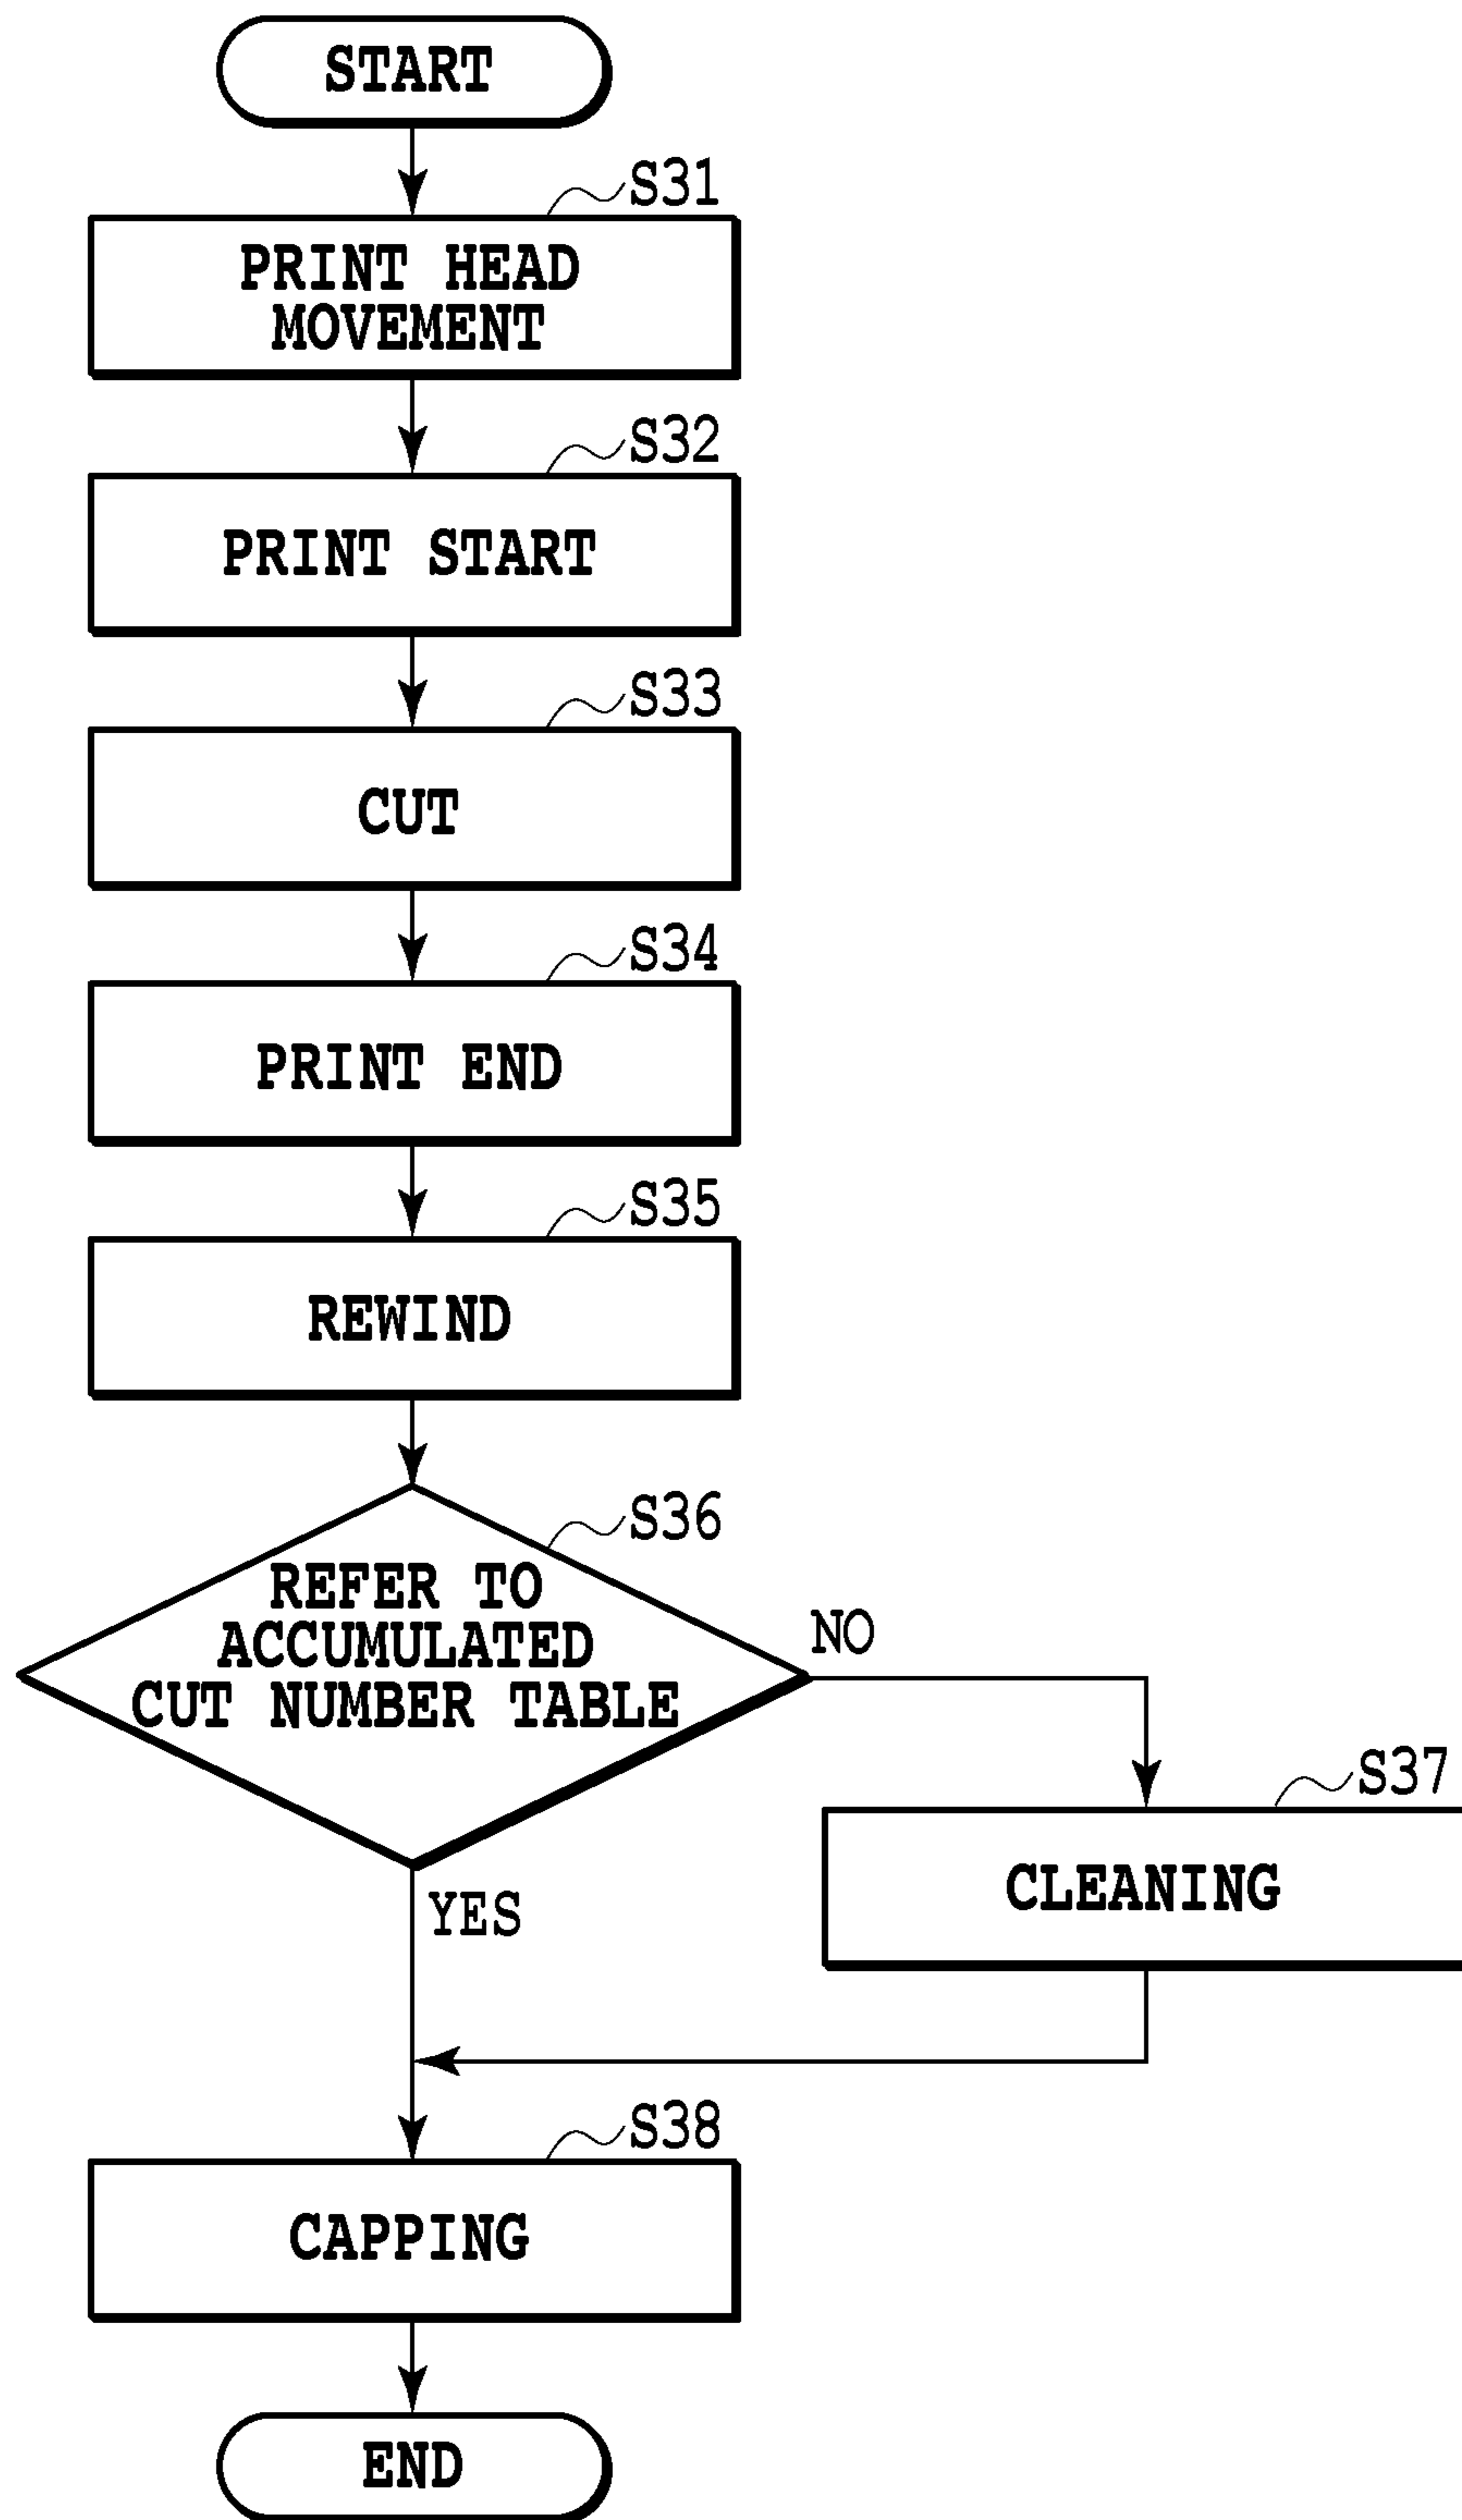 START
S31
PRINT HEAD
MOVEMENT
S32
PRINT START
S33
CUT
S34
PRINT END
S35
REWIND
S36
REFER TO
ACCUMULATED
CUT NUMBER TABLE
NO
S37
CLEANING
YES
S38
CAPPING
END